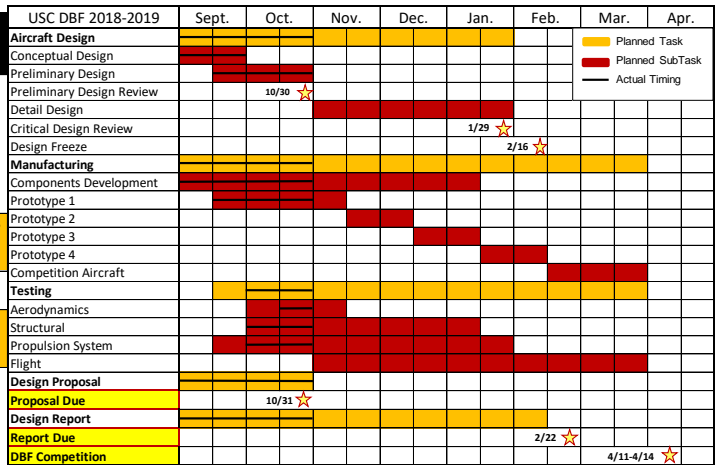 USC DBF 2018-2019 Sept. Oct. Nov. Dec. Jan. Feb. Mar. Apr.
Aircraft Design
Planned Task
Conceptual Design
Planned SubTask
Preliminary Design
Actual Timing
Preliminary Design Review 10/30
Detail Design
Critical Design Review 1/29
Design Freeze 2/16
Manufacturing
Components Development
Prototype 1
Prototype 2
Prototype 3
Prototype 4
Competition Aircraft
Testing
Aerodynamics
Structural
Propulsion System
Flight
Design Proposal
Proposal Due 10/31
Design Report
Report Due 2/22
DBF Competition 4/11-4/14